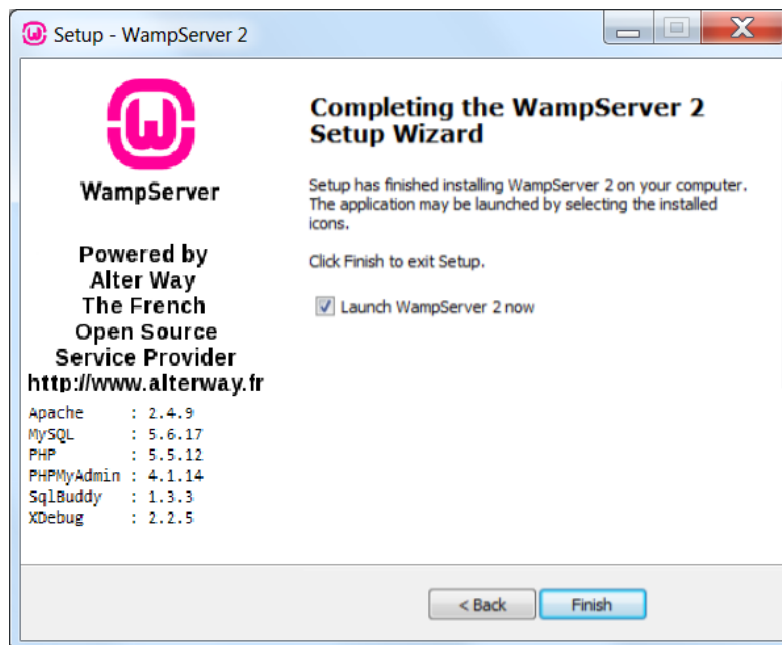 Setup - WampServer 2
WampServer
Powered by
Alter Way
The French
Open Source
Service Provider
http://www.alterway.fr
Apache : 2.4.9
MySQL : 5.6.17
PHP : 5.5.12
PHPMyAdmin : 4.1.14
SqlBuddy : 1.3.3
XDebug : 2.2.5
Completing the WampServer 2
Setup Wizard
Setup has finished installing WampServer 2 on your computer.
The application may be launched by selecting the installed
icons.
Click Finish to exit Setup.
Launch WampServer 2 now
< Back
Finish